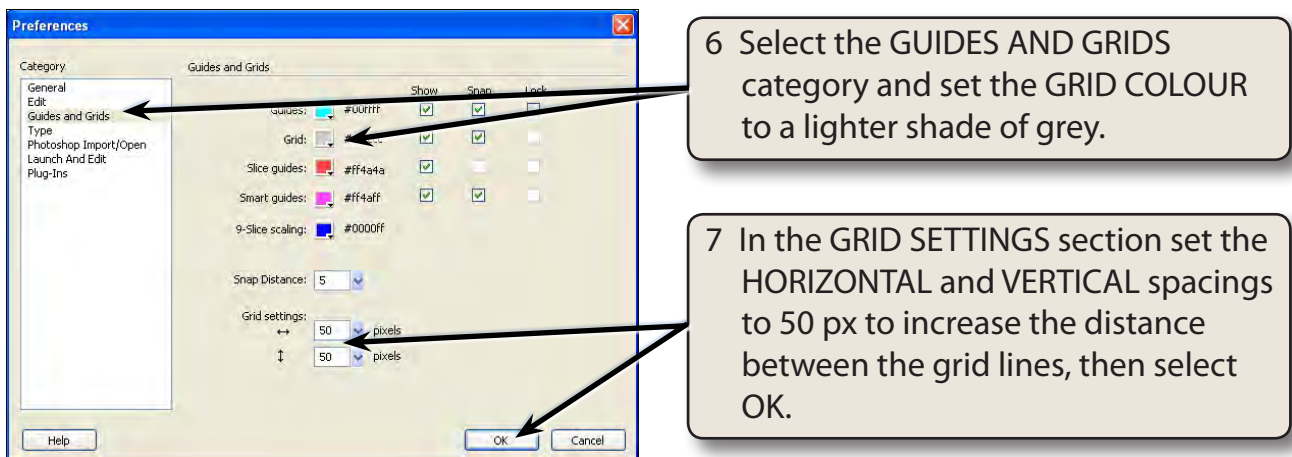 Preferences
Category
General
Edit
Guides and Grids
Type
Photoshop Import/Open
Launch And Edit
Plug-Ins
Guides and Grids
Show Snap Lock
Guides: #00ffff
Grid:
Slice guides: #ff4a4a
Smart guides: #ff4aff
9-Slice scaling: #0000ff
Snap Distance: 5
Grid settings:
↔ 50 pixels
↕ 50 pixels
Help
OK
Cancel
6 Select the GUIDES AND GRIDS
category and set the GRID COLOUR
to a lighter shade of grey.
7 In the GRID SETTINGS section set the
HORIZONTAL and VERTICAL spacings
to 50 px to increase the distance
between the grid lines, then select
OK.